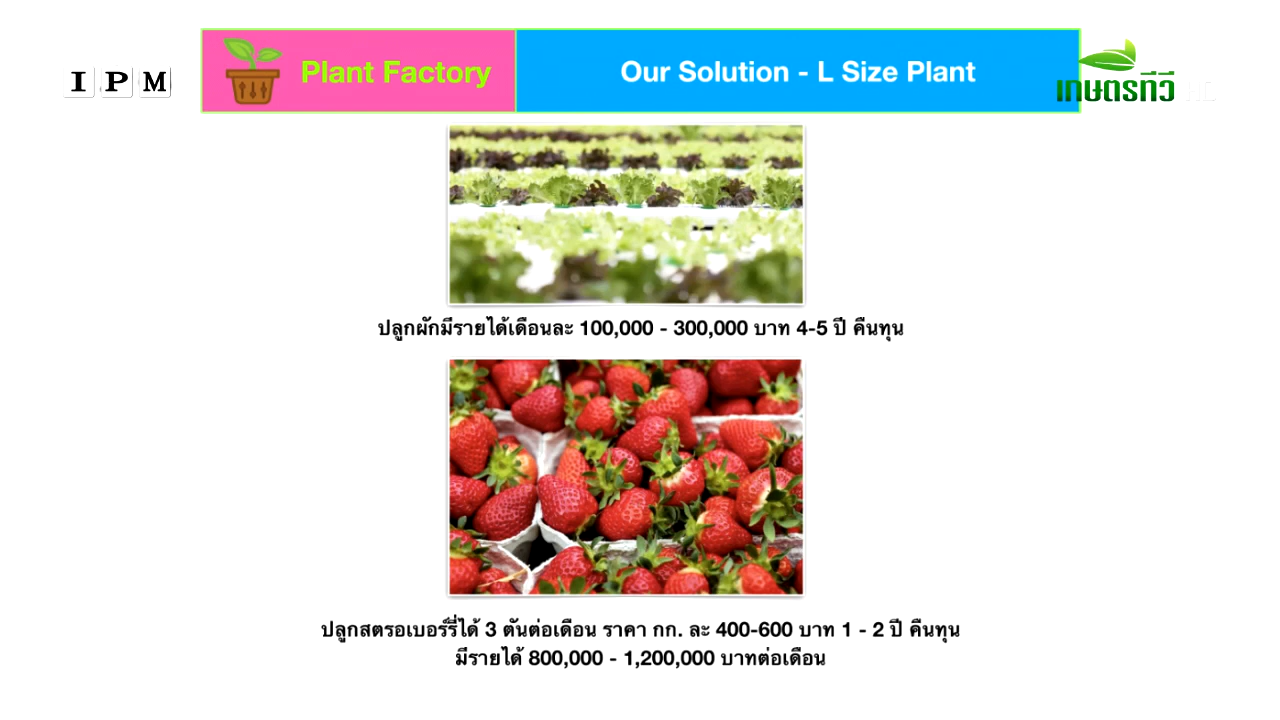 IPM
Plant Factory
Our Solution - L Size Plant
เกษตรทีวี HD
ปลูกผักมีรายได้เดือนละ 100,000 - 300,000 บาท 4-5 ปี คืนทุน
ปลูกสตรอเบอร์รี่ได้ 3 ตันต่อเดือน ราคา กก. ละ 400-600 บาท 1 - 2 ปี คืนทุน
มีรายได้ 800,000 - 1,200,000 บาทต่อเดือน